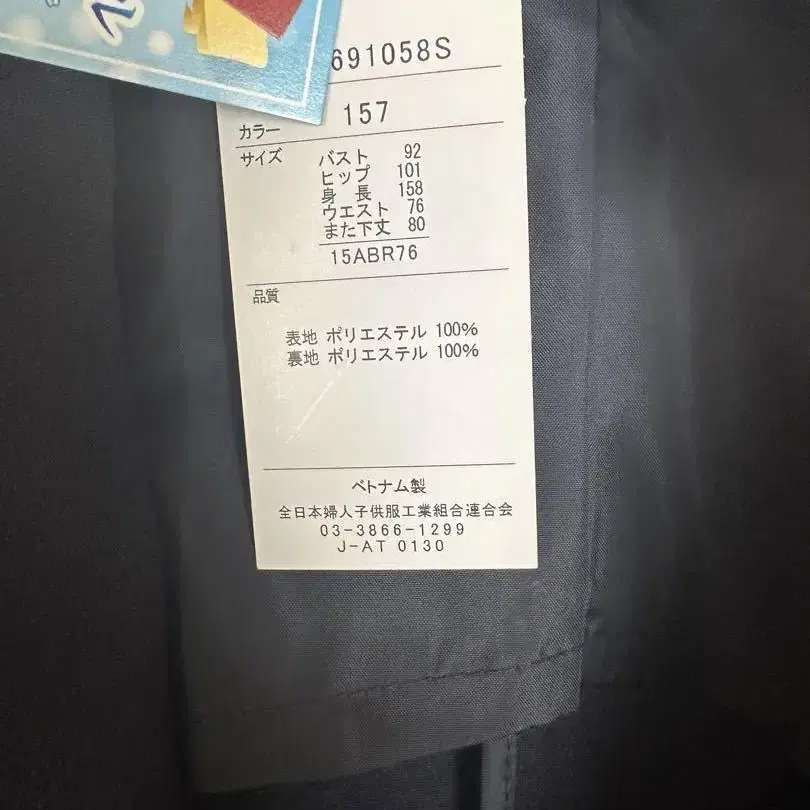 691058S
カラー 157
サイズ バスト 92
ヒップ 101
身長 158
ウエスト 76
また下丈 80
15ABR76
品質
表地 ポリエステル 100%
裏地 ポリエステル 100%
ベトナム製
全日本婦人子供服工業組合連合会
03-3866-1299
J-AT 0130